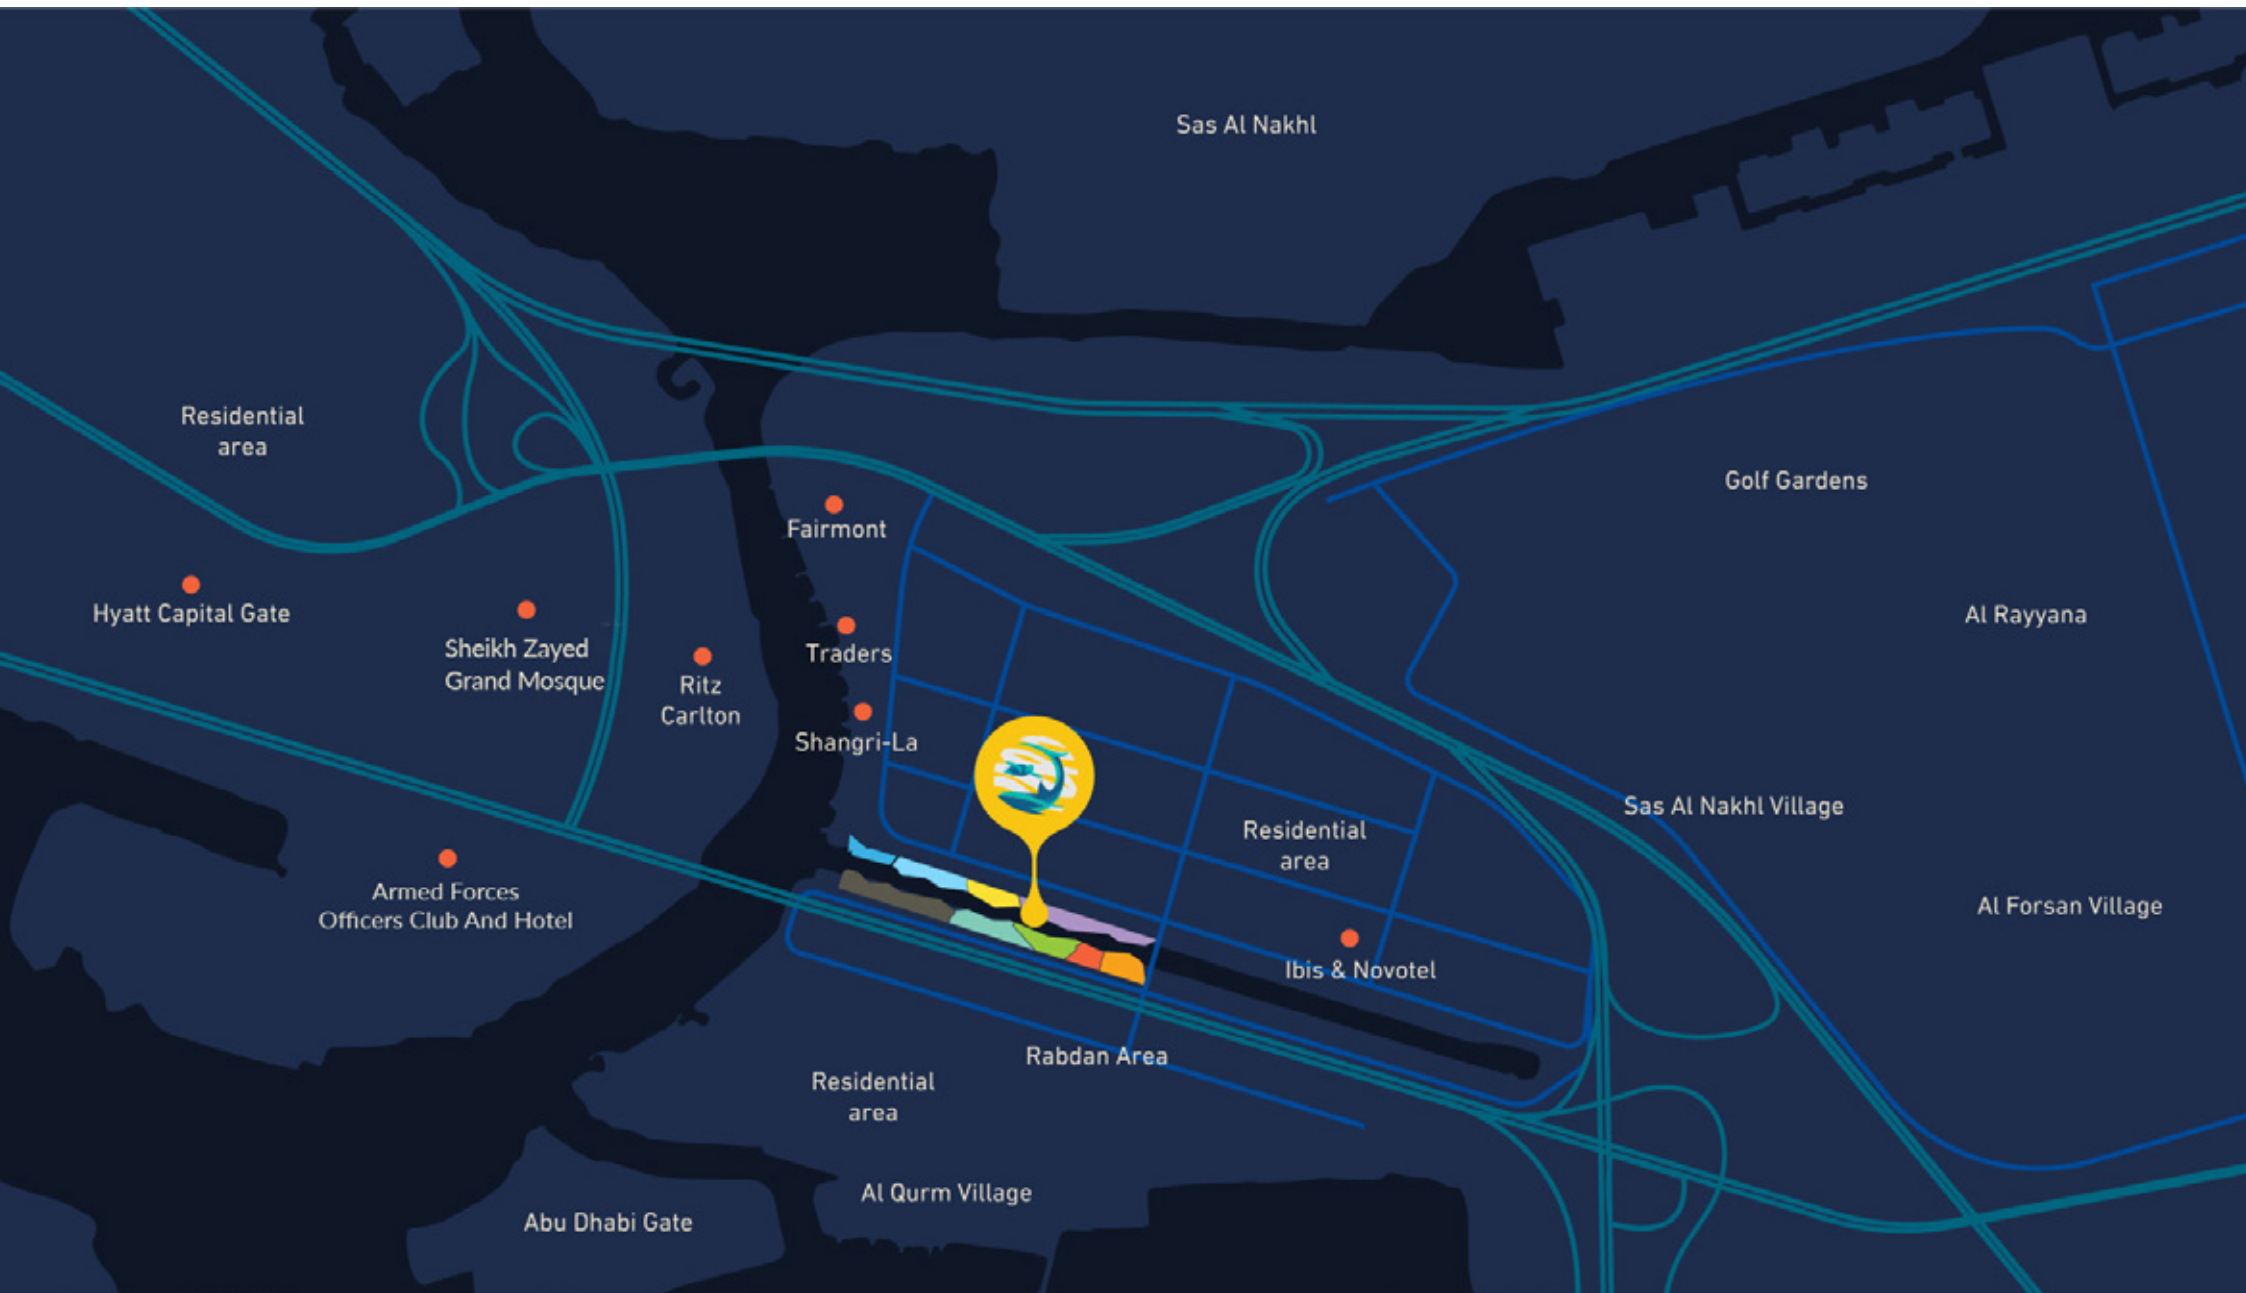 Sas Al Nakhl
Residential
area
Golf Gardens
Fairmont
Hyatt Capital Gate
Al Rayyana
Sheikh Zayed
Grand Mosque
Traders
Ritz
Carlton
Shangri-La
Sas Al Nakhl Village
Residential
area
Armed Forces
Officers Club And Hotel
Al Forsan Village
Ibis & Novotel
Rabdan Area
Residential
area
Al Qurm Village
Abu Dhabi Gate